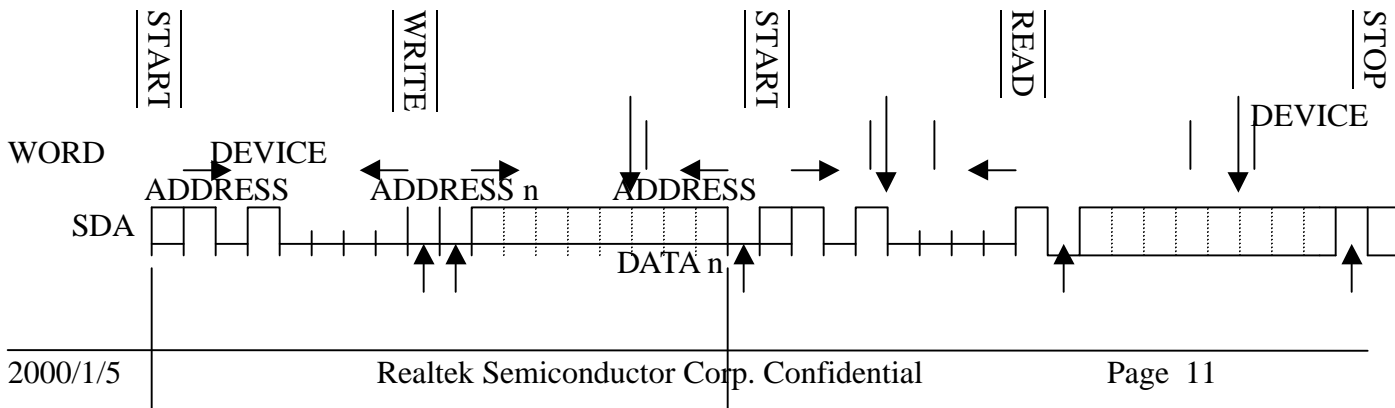 START WRITE START READ STOP
WORD DEVICE DEVICE
ADDRESS ADDRESS n ADDRESS
SDA
DATA n
2000/1/5 Realtek Semiconductor Corp. Confidential Page 11